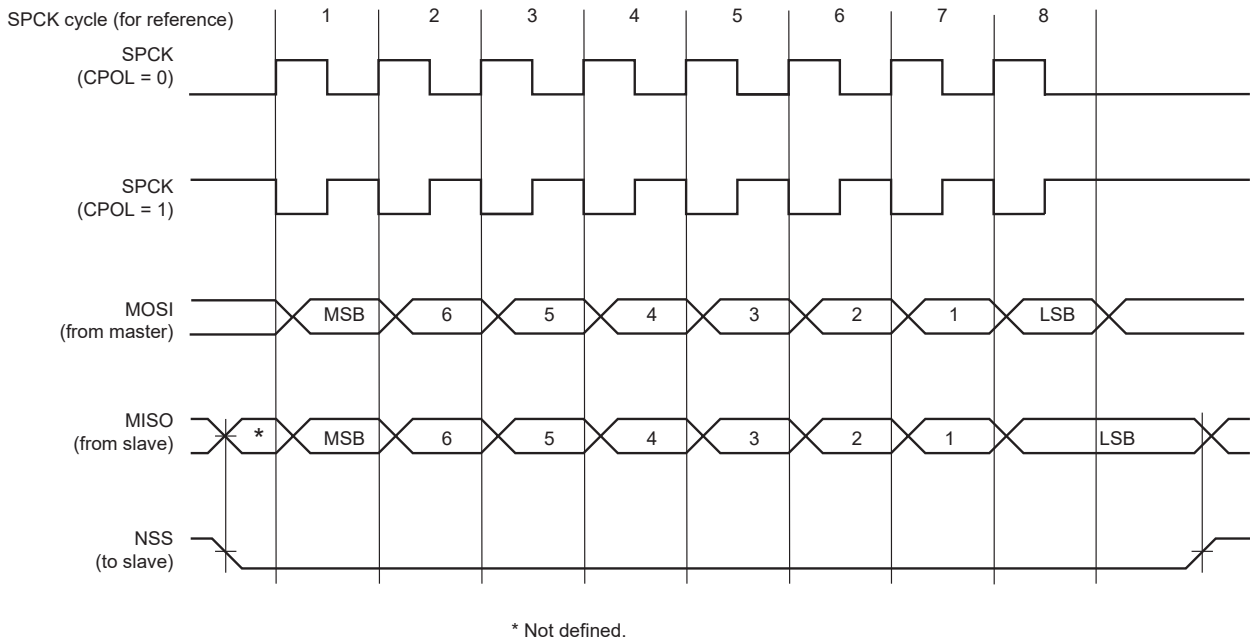 SPCK cycle (for reference) 1 2 3 4 5 6 7 8
SPCK
(CPOL = 0)
SPCK
(CPOL = 1)
MOSI
(from master)
MSB 6 5 4 3 2 1 LSB
MISO
(from slave)
* MSB 6 5 4 3 2 1 LSB
NSS
(to slave)
* Not defined.